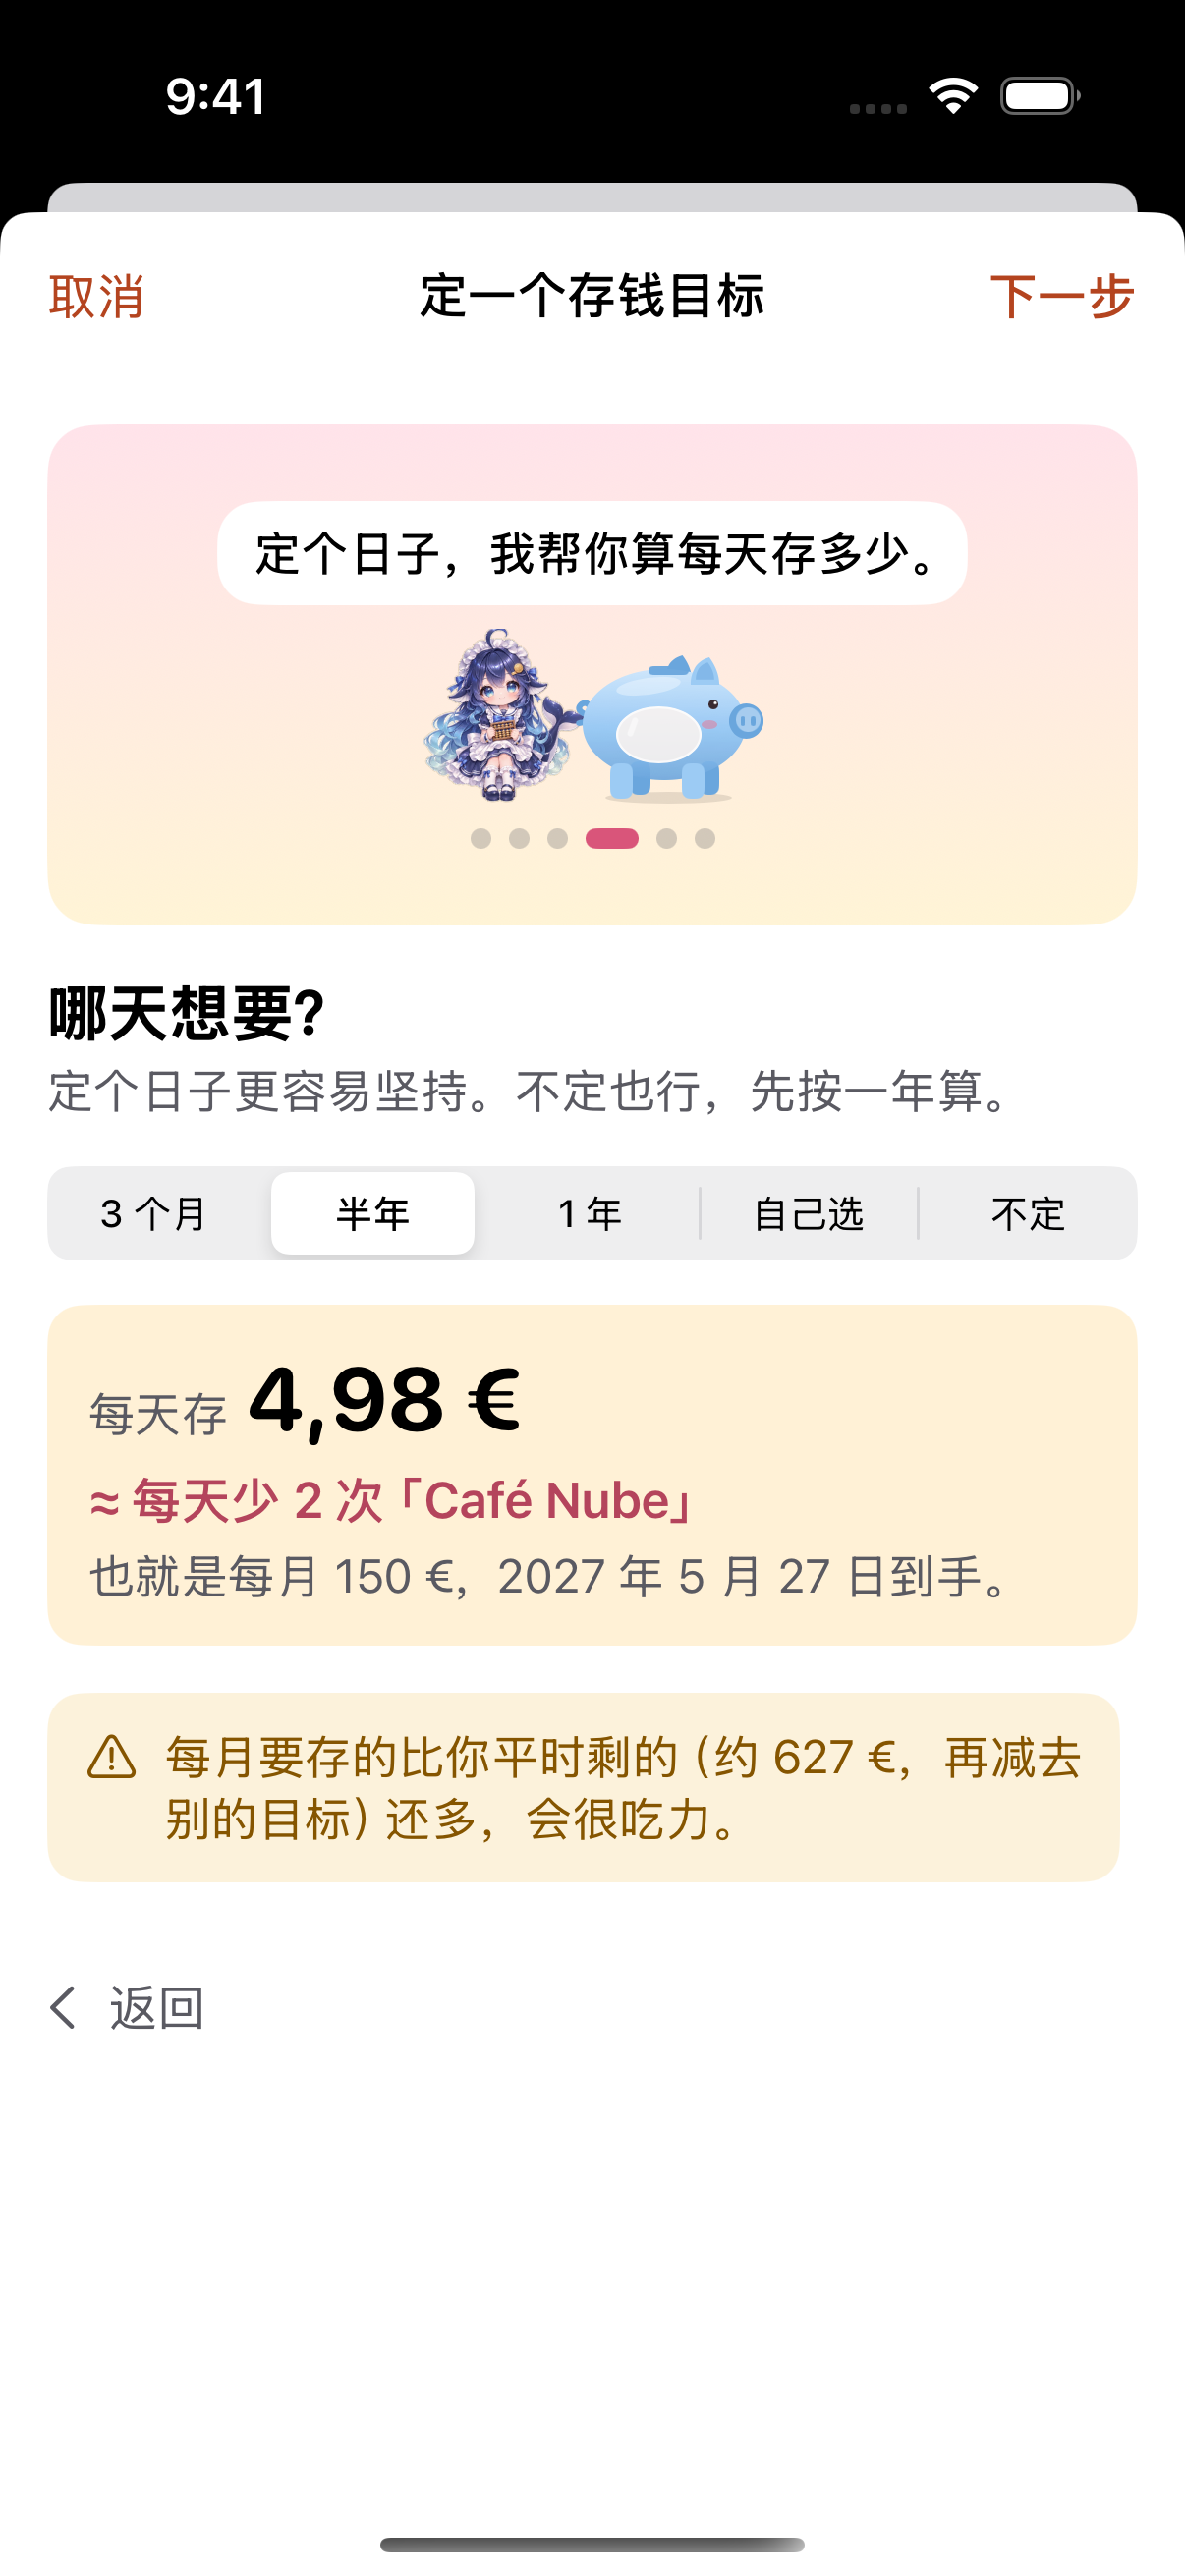 9:41
取消
定一个存钱目标
下一步
定个日子，我帮你算每天存多少。
哪天想要?
定个日子更容易坚持。不定也行，先按一年算。
3 个月
半年
1 年
自己选
不定
每天存 4,98 €
≈ 每天少 2 次「Café Nube」
也就是每月 150 €，2027 年 5 月 27 日到手。
每月要存的比你平时剩的（约 627 €，再减去
别的目标）还多，会很吃力。
返回